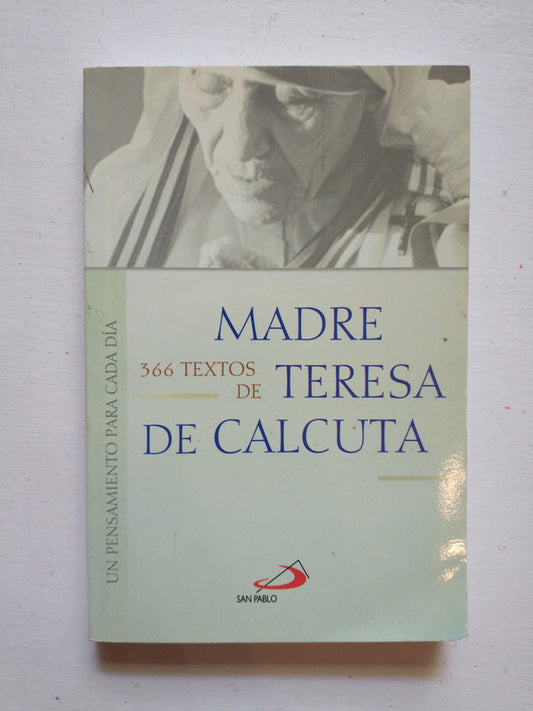 UN PENSAMIENTO PARA CADA DÍA
366 TEXTOS DE
MADRE
TERESA
DE CALCUTA
SAN PABLO